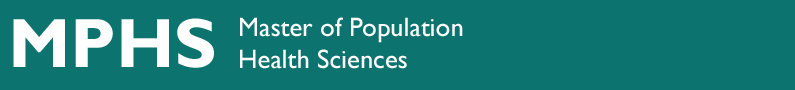 MPHS
Master of Population
Health Sciences